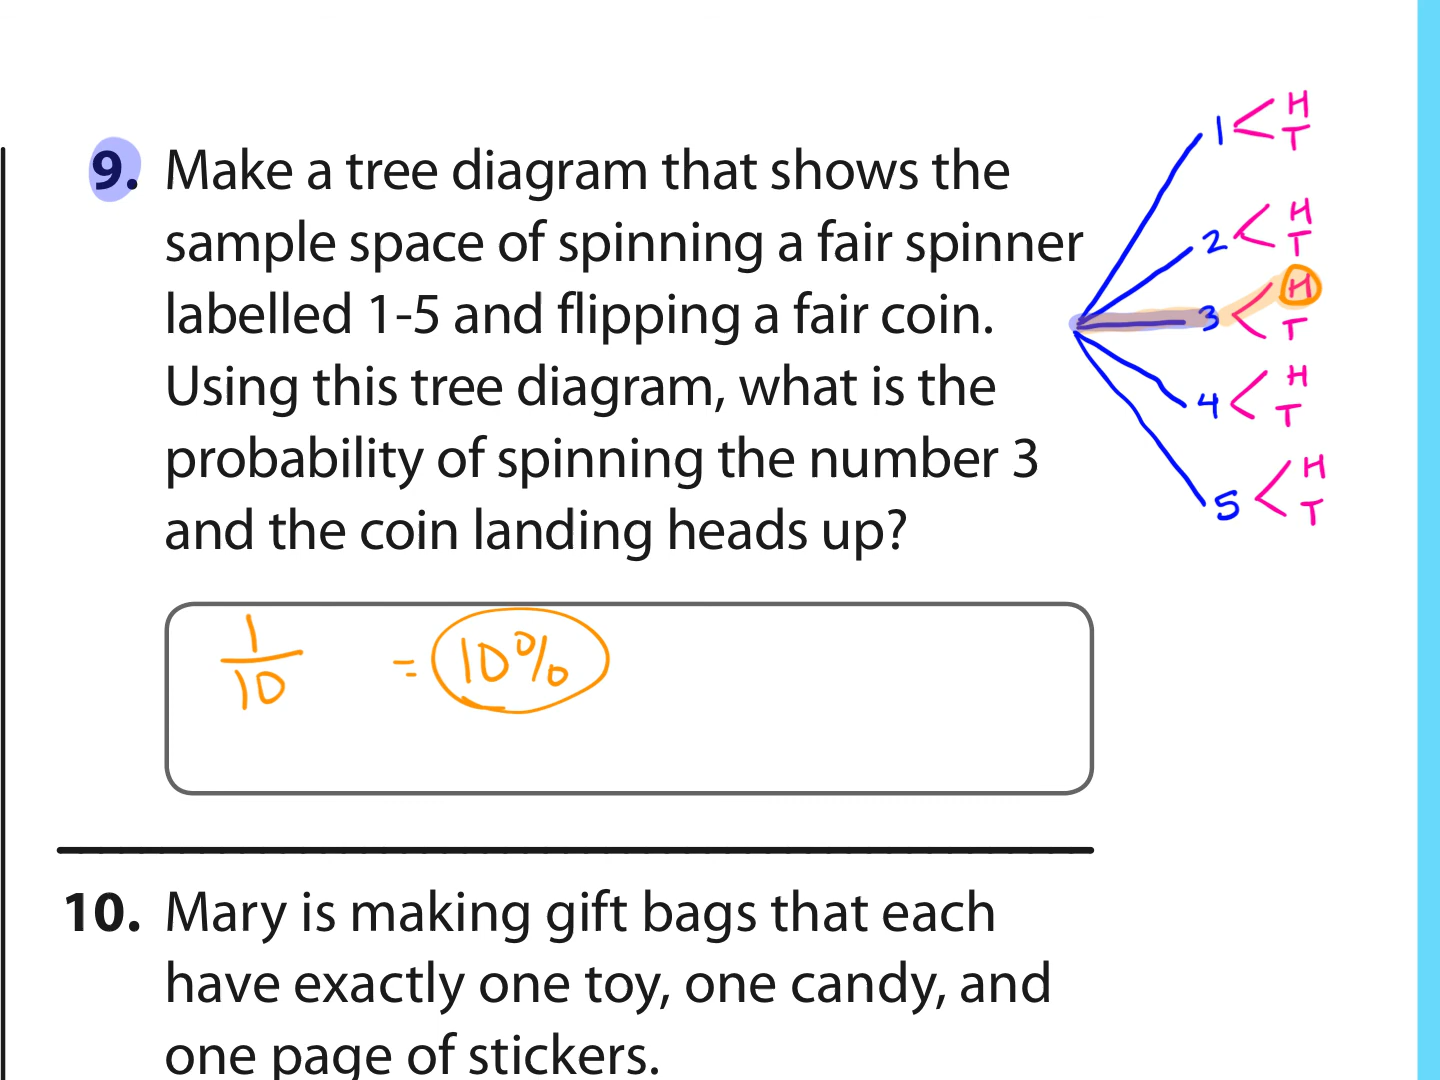 9. Make a tree diagram that shows the
sample space of spinning a fair spinner
labelled 1-5 and flipping a fair coin.
Using this tree diagram, what is the
probability of spinning the number 3
and the coin landing heads up?
1 < H
T
2 < H
T
3 < H
T
4 < H
T
5 < H
T
1/10 = 10%
10. Mary is making gift bags that each
have exactly one toy, one candy, and
one page of stickers.